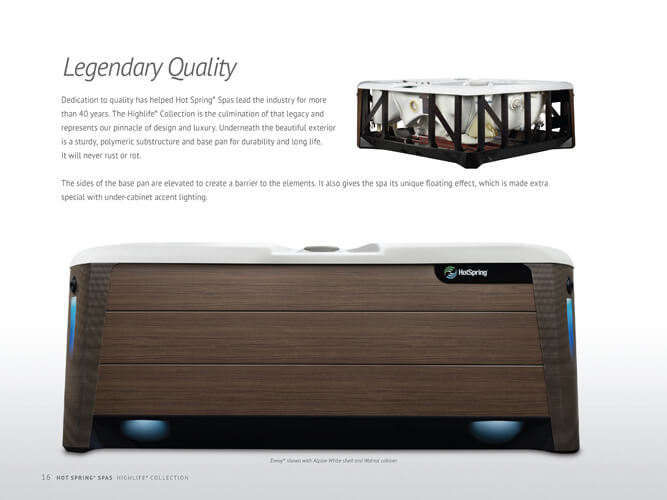 Legendary Quality
Dedication to quality has helped Hot Spring® Spas lead the industry for more
than 40 years. The Highlife® Collection is the culmination of that legacy and
represents our pinnacle of design and luxury. Underneath the beautiful exterior
is a sturdy, polymeric substructure and base pan for durability and long life.
It will never rust or rot.
The sides of the base pan are elevated to create a barrier to the elements. It also gives the spa its unique floating effect, which is made extra
special with under-cabinet accent lighting.
HotSpring®
Envoy® shown with Alpine White shell and Walnut cabinet
16 HOT SPRING® SPAS HIGHLIFE® COLLECTION